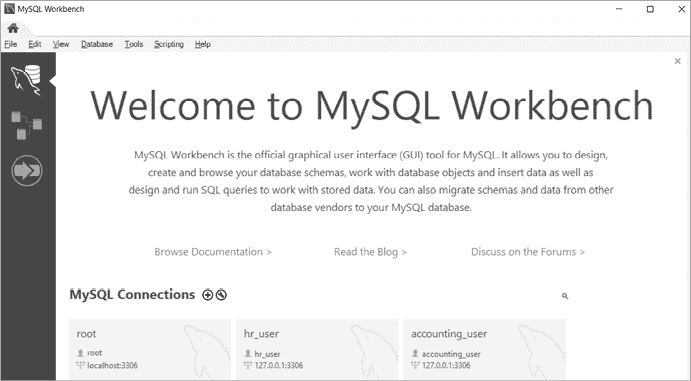 MySQL Workbench
File Edit View Database Tools Scripting Help
Welcome to MySQL Workbench
MySQL Workbench is the official graphical user interface (GUI) tool for MySQL. It allows you to design,
create and browse your database schemas, work with database objects and insert data as well as
design and run SQL queries to work with stored data. You can also migrate schemas and data from other
database vendors to your MySQL database.
Browse Documentation > Read the Blog > Discuss on the Forums >
MySQL Connections
root hr_user accounting_user
root hr_user accounting_user
localhost:3306 127.0.0.1:3306 127.0.0.1:3306